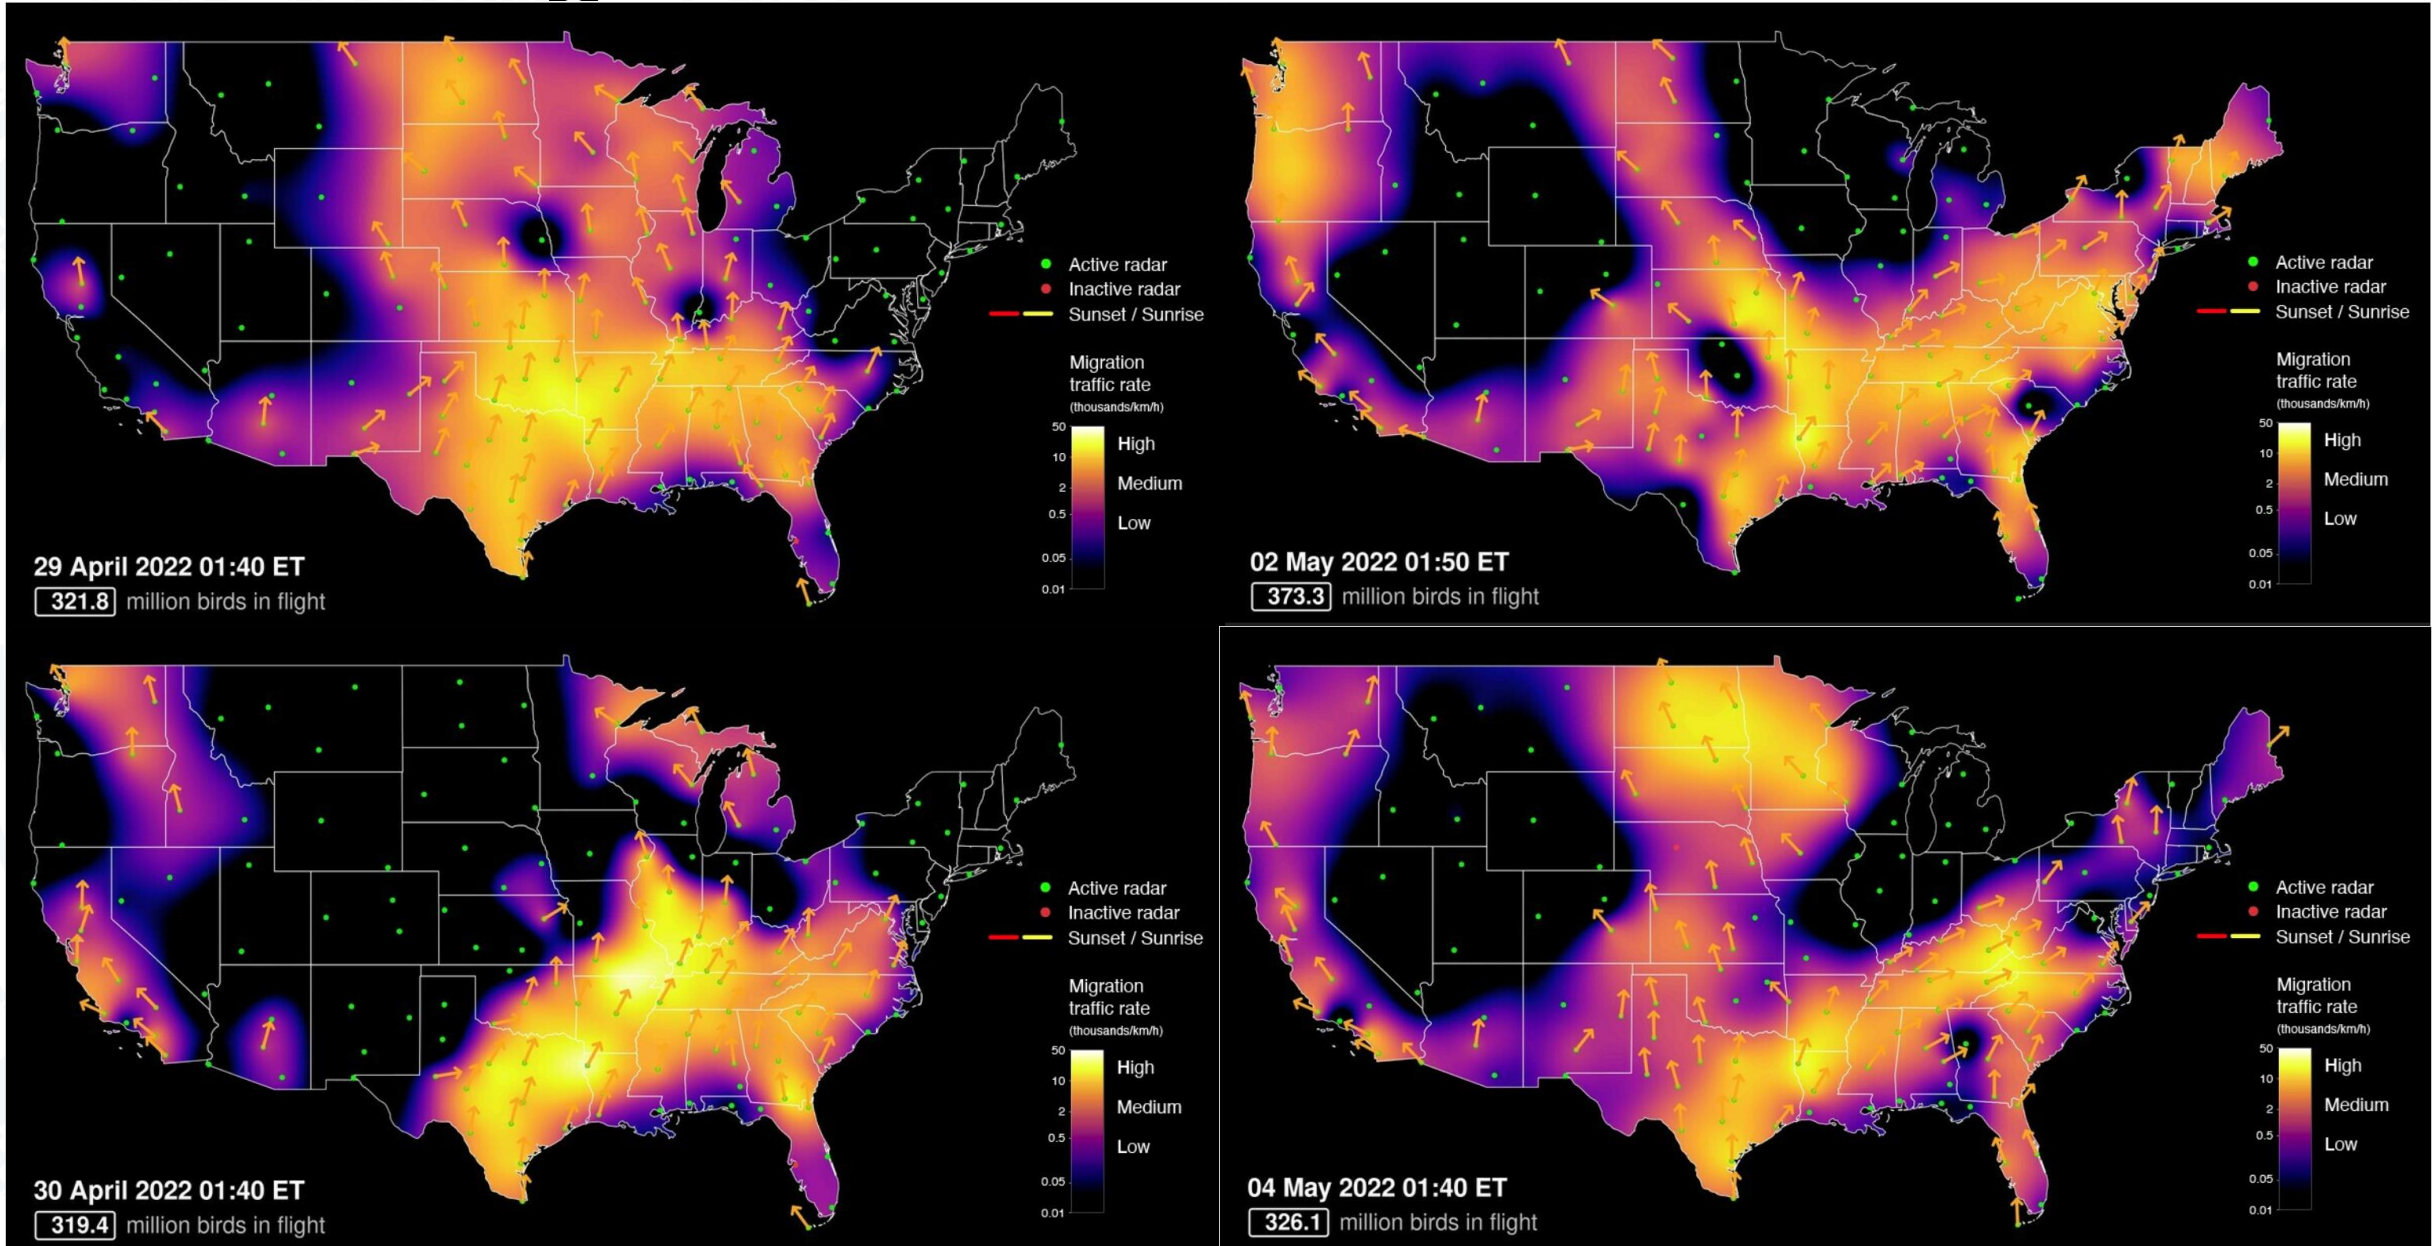 Active radar
Inactive radar
Sunset / Sunrise
Migration
traffic rate
(thousands/km/h)
50
High
10
Medium
2
0.5
Low
0.05
0.01
29 April 2022 01:40 ET
321.8 million birds in flight
Active radar
Inactive radar
Sunset / Sunrise
Migration
traffic rate
(thousands/km/h)
50
High
10
Medium
2
0.5
Low
0.05
0.01
02 May 2022 01:50 ET
373.3 million birds in flight
Active radar
Inactive radar
Sunset / Sunrise
Migration
traffic rate
(thousands/km/h)
50
High
10
Medium
2
0.5
Low
0.05
0.01
30 April 2022 01:40 ET
319.4 million birds in flight
Active radar
Inactive radar
Sunset / Sunrise
Migration
traffic rate
(thousands/km/h)
50
High
10
Medium
2
0.5
Low
0.05
0.01
04 May 2022 01:40 ET
326.1 million birds in flight